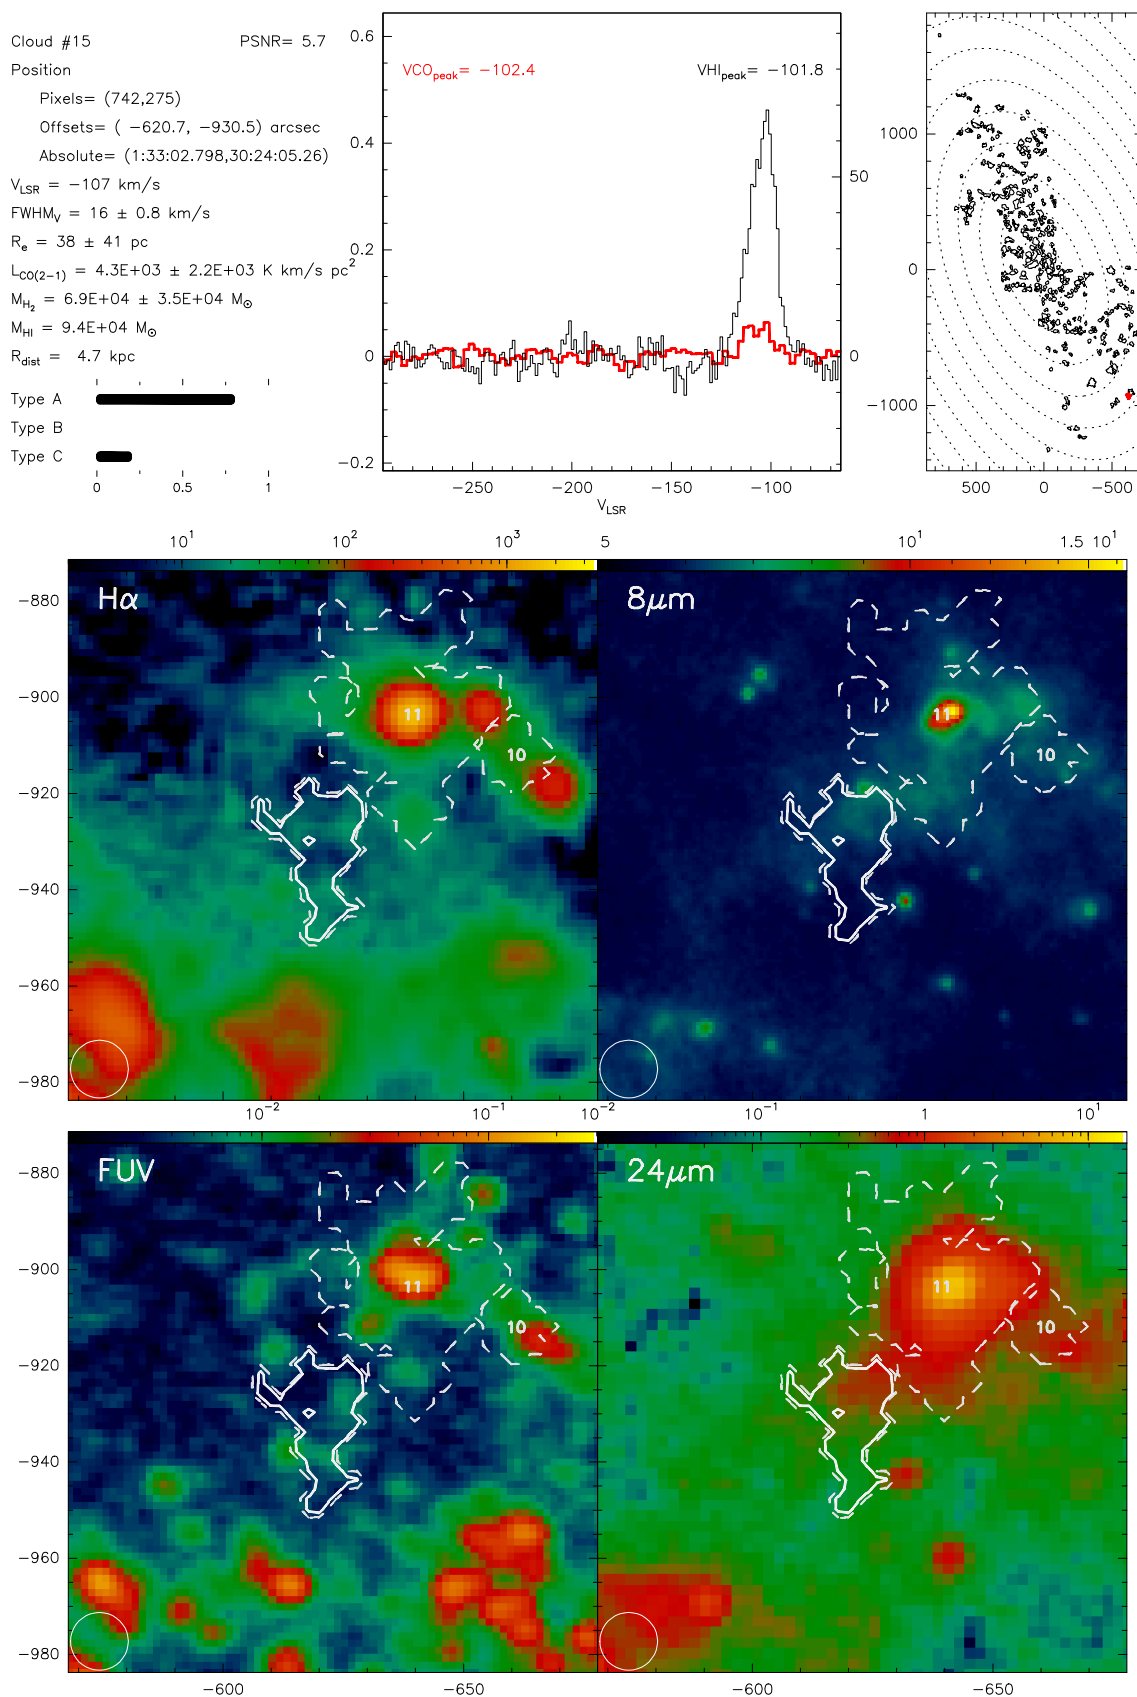 Cloud #15 PSNR= 5.7
Position
Pixels= (742,275)
Offsets= ( −620.7, −930.5) arcsec
Absolute= (1:33:02.798,30:24:05.26)
V_LSR = −107 km/s
FWHM_V = 16 ± 0.8 km/s
R_e = 38 ± 41 pc
L_CO(2−1) = 4.3E+03 ± 2.2E+03 K km/s pc²
M_H₂ = 6.9E+04 ± 3.5E+04 M⊙
M_HI = 9.4E+04 M⊙
R_dist = 4.7 kpc
Type A
Type B
Type C
0 0.5 1
VCO_peak= −102.4 VHI_peak= −101.8
0.6
0.4
0.2
0
−0.2
50
0
−250 −200 −150 −100
V_LSR
1000
0
−1000
500 0 −500
10¹ 10² 10³ 5 10¹ 1.5 10¹
Hα 8μm
11
10
11
10
−880
−900
−920
−940
−960
−980
10⁻² 10⁻¹ 10⁻² 10⁻¹ 1 10¹
FUV 24μm
11
10
11
10
−880
−900
−920
−940
−960
−980
−600 −650 −600 −650